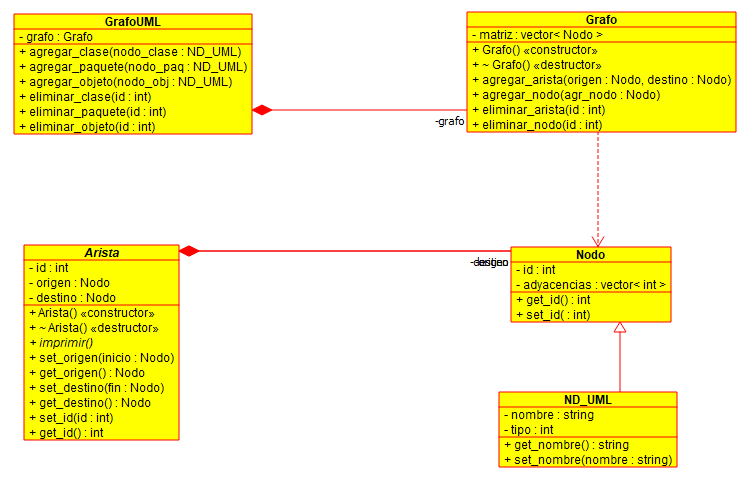 GrafoUML
- grafo : Grafo
+ agregar_clase(nodo_clase : ND_UML)
+ agregar_paquete(nodo_paq : ND_UML)
+ agregar_objeto(nodo_obj : ND_UML)
+ eliminar_clase(id : int)
+ eliminar_paquete(id : int)
+ eliminar_objeto(id : int)
Grafo
- matriz : vector< Nodo >
+ Grafo() «constructor»
+ ~ Grafo() «destructor»
+ agregar_arista(origen : Nodo, destino : Nodo)
+ agregar_nodo(agr_nodo : Nodo)
+ eliminar_arista(id : int)
+ eliminar_nodo(id : int)
-grafo
Arista
- id : int
- origen : Nodo
- destino : Nodo
+ Arista() «constructor»
+ ~ Arista() «destructor»
+ imprimir()
+ set_origen(inicio : Nodo)
+ get_origen() : Nodo
+ set_destino(fin : Nodo)
+ get_destino() : Nodo
+ set_id(id : int)
+ get_id() : int
Nodo
- id : int
- adyacencias : vector< int >
+ get_id() : int
+ set_id( : int)
ND_UML
- nombre : string
- tipo : int
+ get_nombre() : string
+ set_nombre(nombre : string)